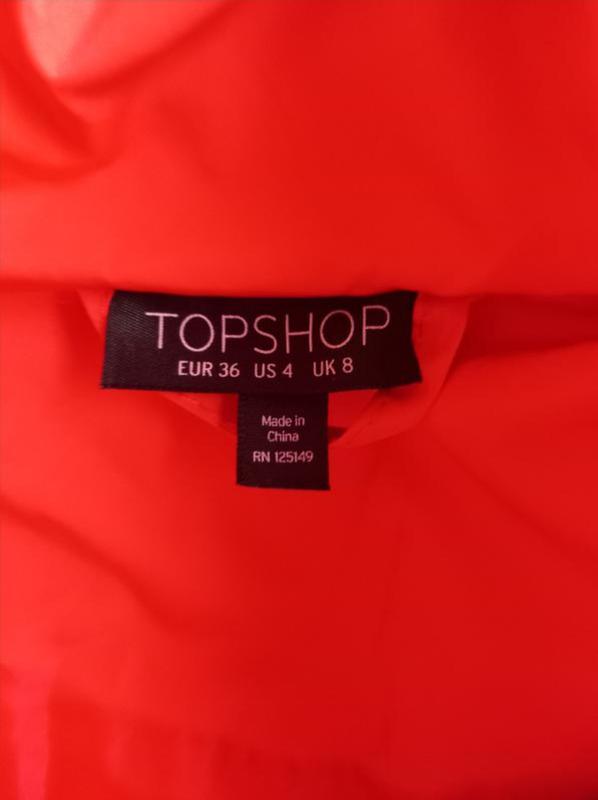 TOPSHOP
EUR 36 US 4 UK 8
Made in
China
RN 125149